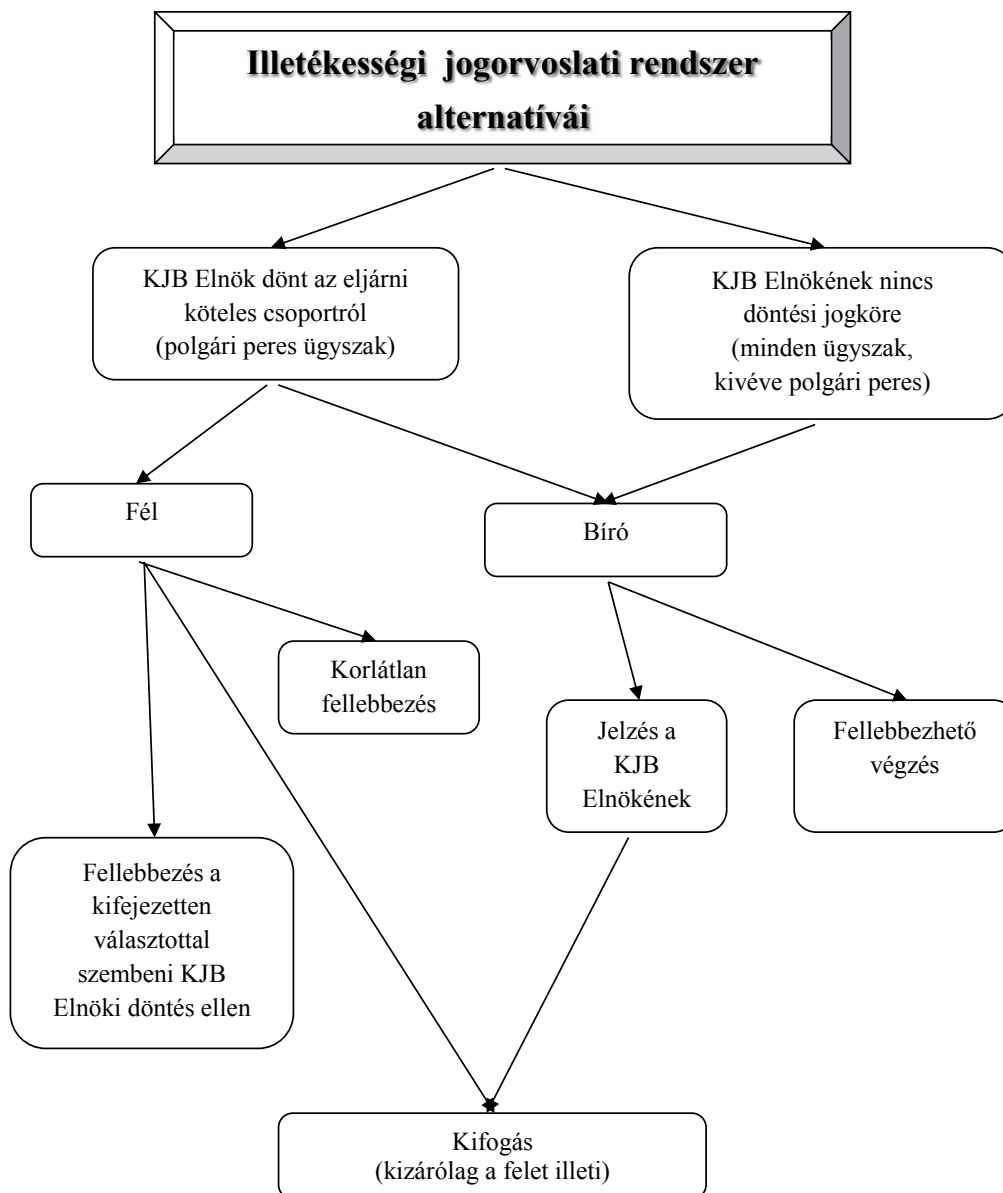 Illetékességi jogorvoslati rendszer
alternatívái
KJB Elnök dönt az eljárni
köteles csoportról
(polgári peres ügyszak)
KJB Elnökének nincs
döntési jogköre
(minden ügyszak,
kivéve polgári peres)
Fél
Bíró
Korlátlan
fellebbezés
Jelzés a
KJB
Elnökének
Fellebbezhető
végzés
Fellebbezés a
kifejezetten
választottal
szembeni KJB
Elnöki döntés ellen
Kifogás
(kizárólag a felet illeti)